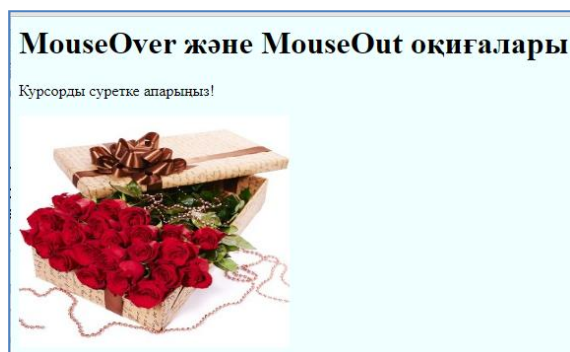 MouseOver және MouseOut оқиғалары
Курсорды суретке апарыңыз!